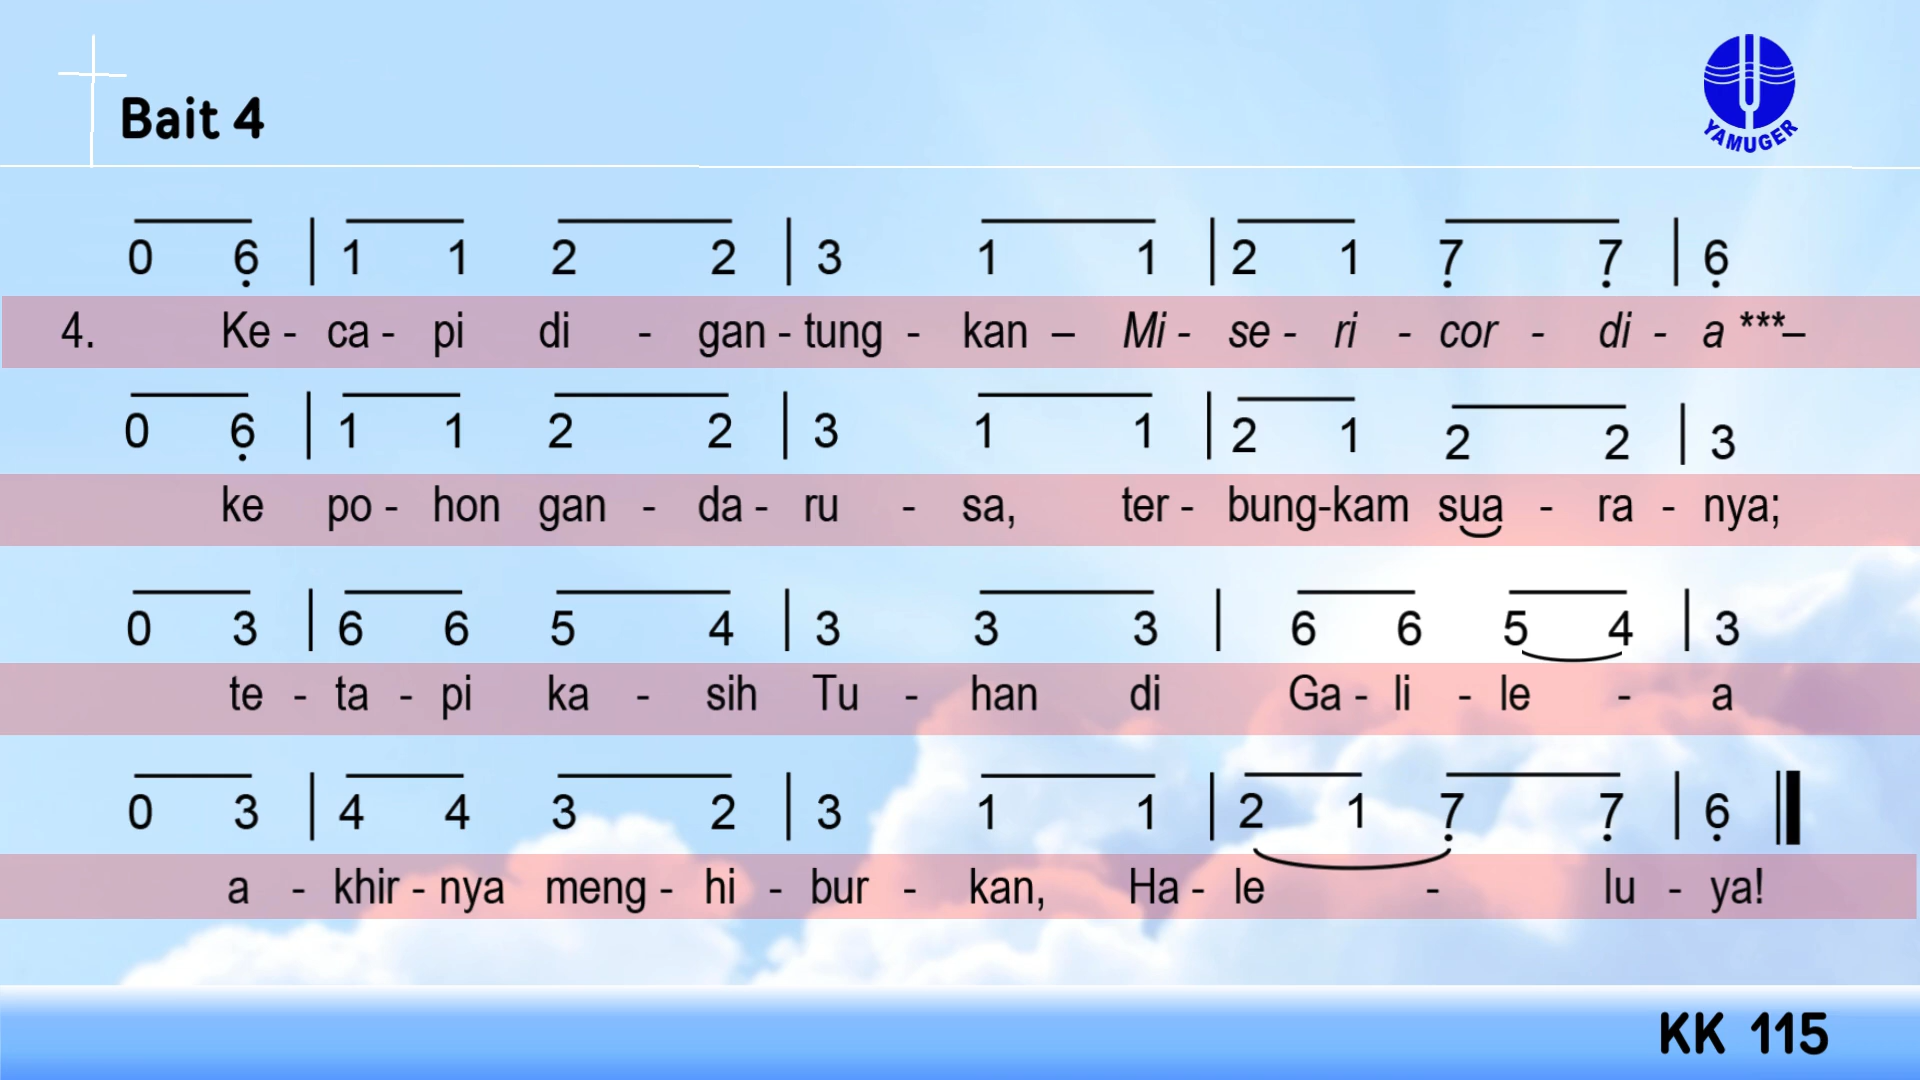 Bait 4
YAMUGER
0 6̣ | 1 1 2 2 | 3 1 1 | 2 1 7̣ 7̣ | 6̣
4. Ke - ca - pi di - gan - tung - kan – Mi - se - ri - cor - di - a ***–
0 6̣ | 1 1 2 2 | 3 1 1 | 2 1 2 2 | 3
ke po - hon gan - da - ru - sa, ter - bung-kam sua - ra - nya;
0 3 | 6 6 5 4 | 3 3 3 | 6 6 5 4 | 3
te - ta - pi ka - sih Tu - han di Ga - li - le - a
0 3 | 4 4 3 2 | 3 1 1 | 2 1 7̣ 7̣ | 6̣
a - khir - nya meng - hi - bur - kan, Ha - le - lu - ya!
KK 115